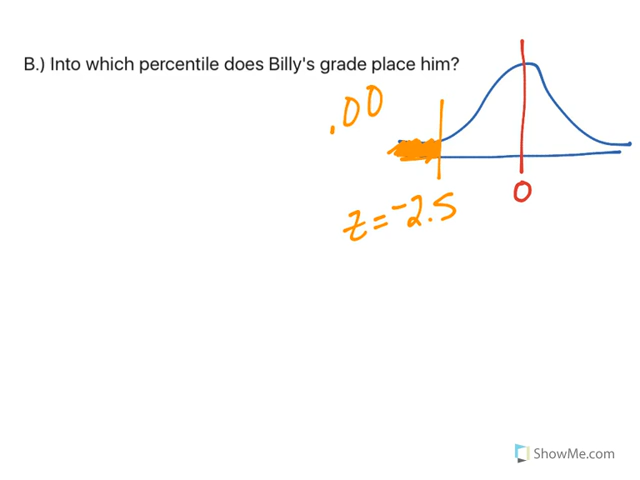 B.) Into which percentile does Billy's grade place him?
.00
z=-2.5
0
ShowMe.com